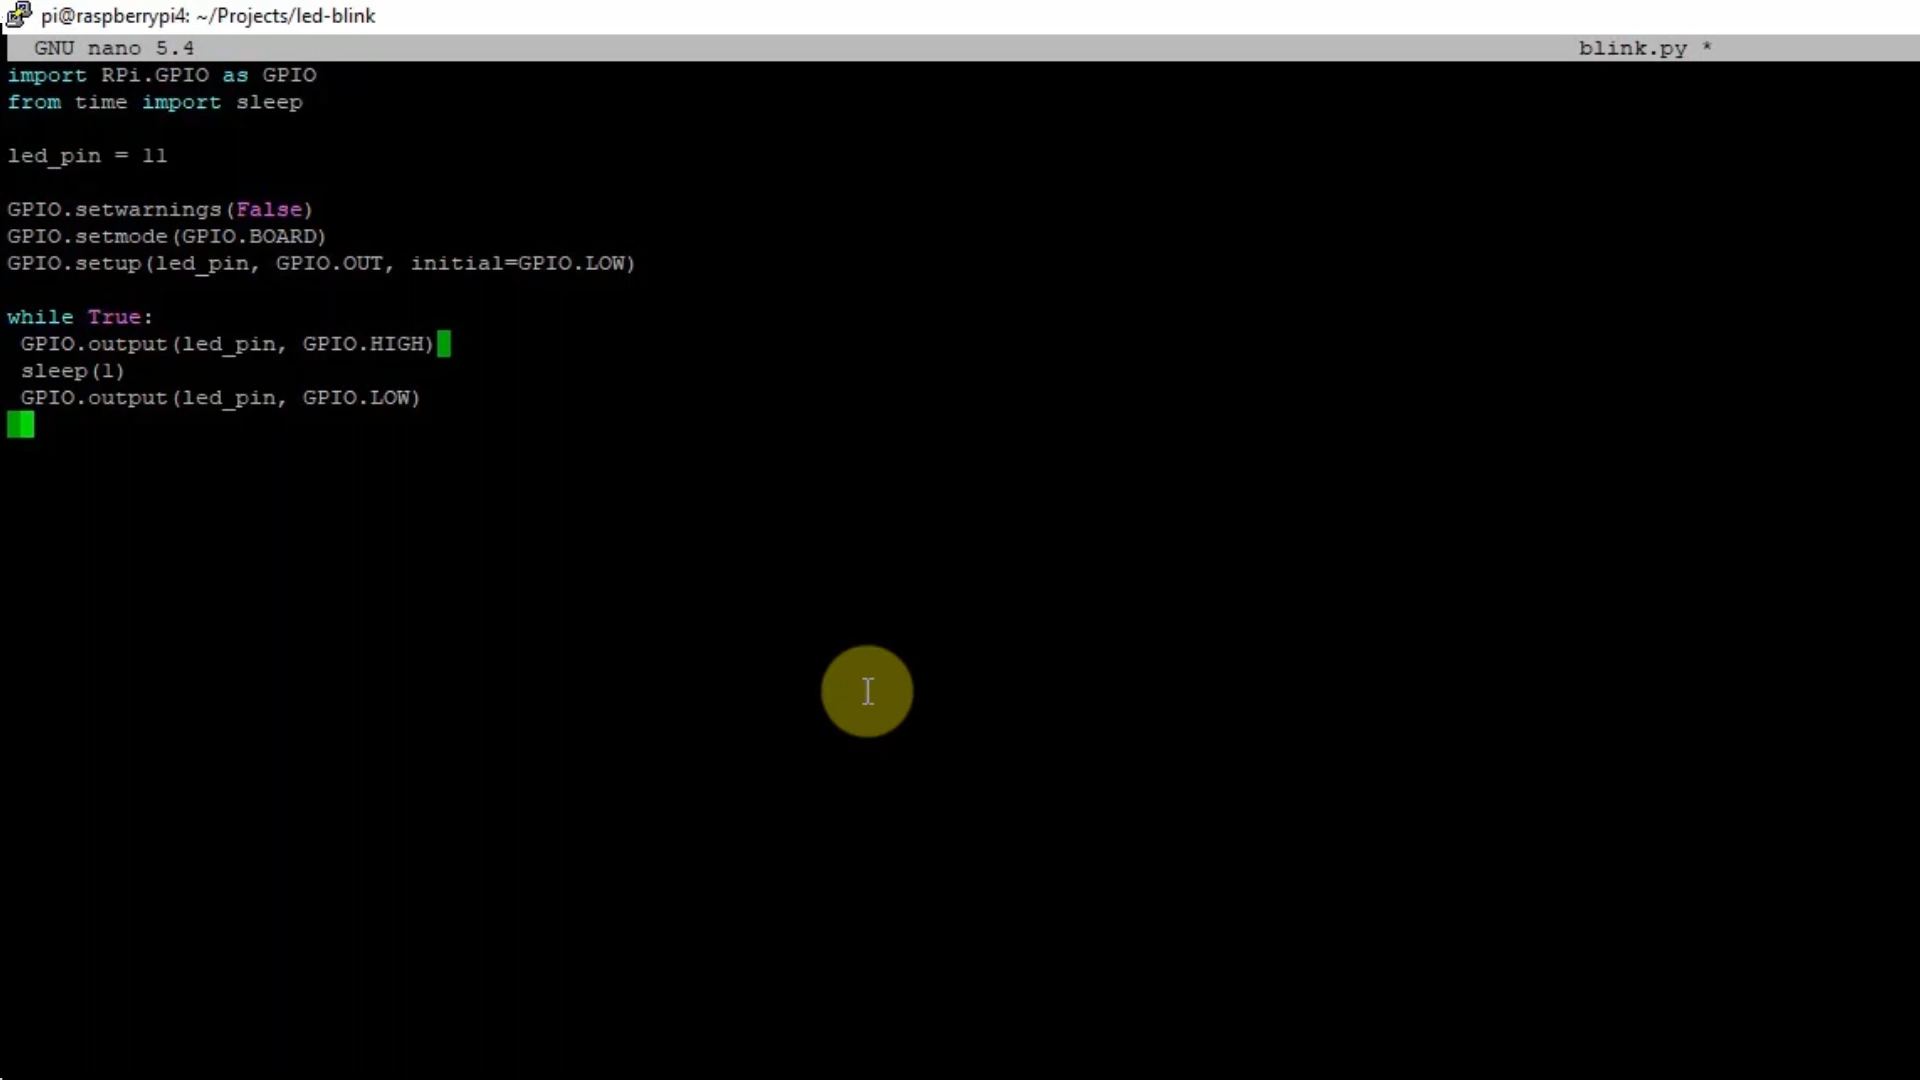 pi@raspberrypi4: ~/Projects/led-blink
GNU nano 5.4 blink.py *
import RPi.GPIO as GPIO
from time import sleep
led_pin = 11
GPIO.setwarnings(False)
GPIO.setmode(GPIO.BOARD)
GPIO.setup(led_pin, GPIO.OUT, initial=GPIO.LOW)
while True:
 GPIO.output(led_pin, GPIO.HIGH)
 sleep(1)
 GPIO.output(led_pin, GPIO.LOW)